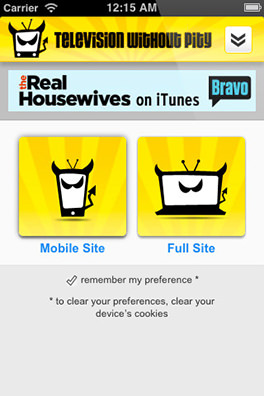 Carrier 12:15 AM
TELEVISION WITHOUT PITY
the Real
Housewives on iTunes Bravo
Mobile Site Full Site
remember my preference *
* to clear your preferences, clear your
device's cookies